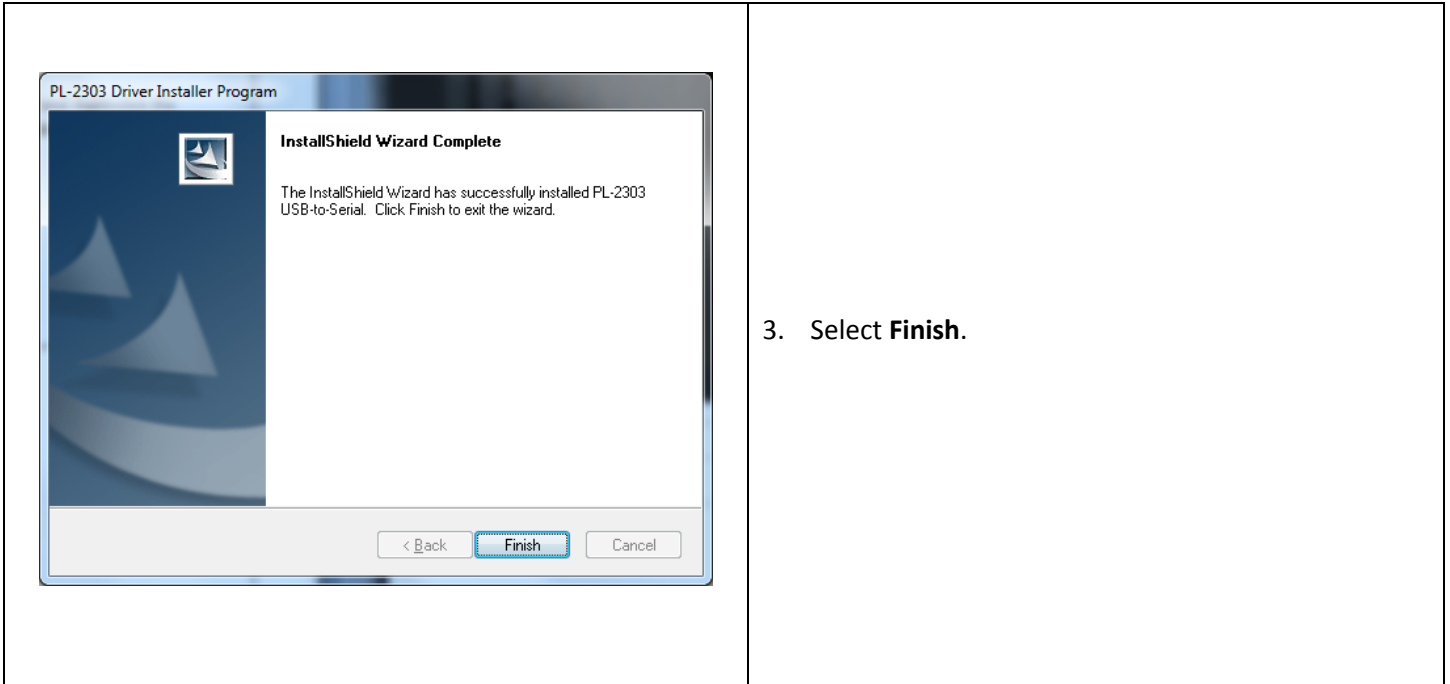 PL-2303 Driver Installer Program
InstallShield Wizard Complete
The InstallShield Wizard has successfully installed PL-2303
USB-to-Serial. Click Finish to exit the wizard.
< Back
Finish
Cancel
3. Select Finish.